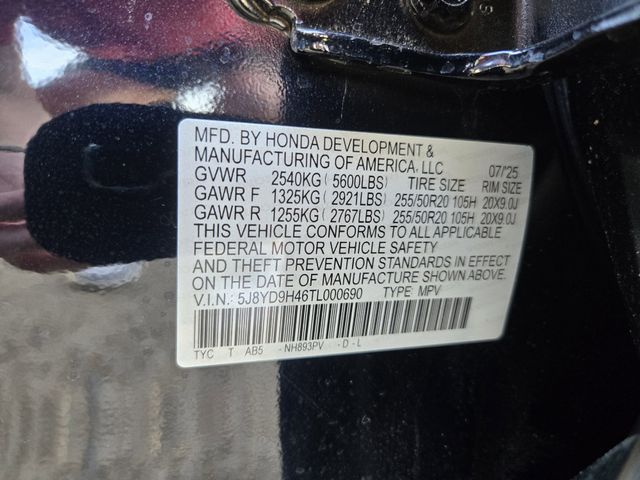 MFD. BY HONDA DEVELOPMENT &
MANUFACTURING OF AMERICA, LLC 07/'25
GVWR 2540KG (5600LBS) TIRE SIZE RIM SIZE
GAWR F 1325KG (2921LBS) 255/50R20 105H 20X9.0J
GAWR R 1255KG (2767LBS) 255/50R20 105H 20X9.0J
THIS VEHICLE CONFORMS TO ALL APPLICABLE
FEDERAL MOTOR VEHICLE SAFETY
AND THEFT PREVENTION STANDARDS IN EFFECT
ON THE DATE OF MANUFACTURE SHOWN ABOVE.
V.I.N.: 5J8YD9H46TL000690 TYPE: MPV
TYC T AB5 -NH893PV -D-L